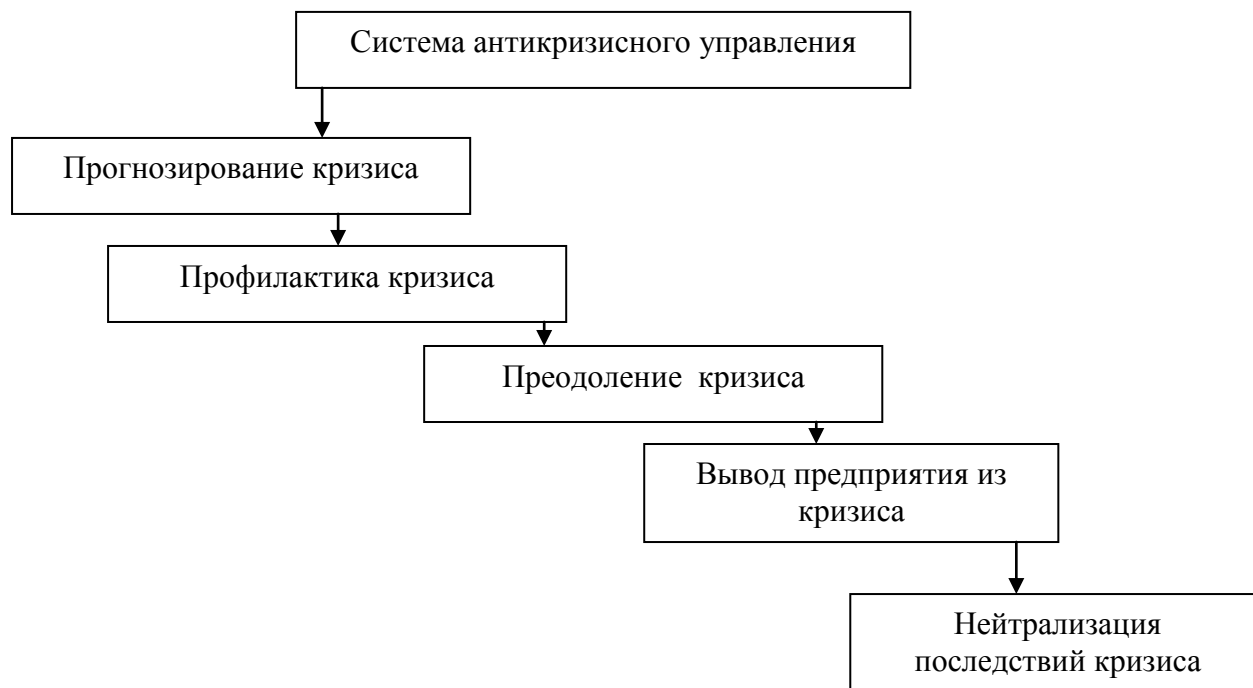 Система антикризисного управления
Прогнозирование кризиса
Профилактика кризиса
Преодоление кризиса
Вывод предприятия из
кризиса
Нейтрализация
последствий кризиса